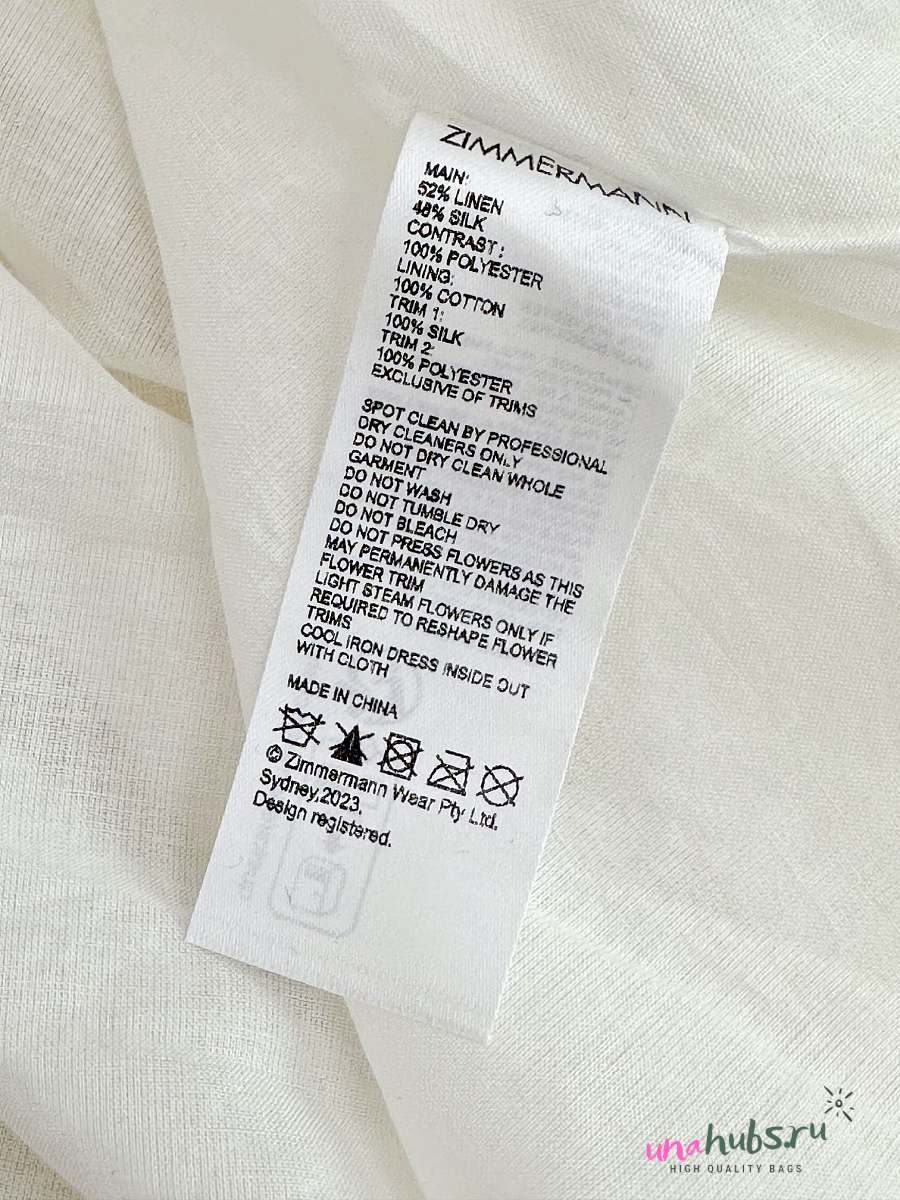 ZIMMERMANN
MAIN:
52% LINEN
48% SILK
CONTRAST:
100% POLYESTER
LINING:
100% COTTON
TRIM 1:
100% SILK
TRIM 2:
100% POLYESTER
EXCLUSIVE OF TRIMS
SPOT CLEAN BY PROFESSIONAL
DRY CLEANERS ONLY
DO NOT DRY CLEAN WHOLE
GARMENT
DO NOT WASH
DO NOT TUMBLE DRY
DO NOT BLEACH
DO NOT PRESS FLOWERS AS THIS
MAY PERMANENTLY DAMAGE THE
FLOWER TRIM
LIGHT STEAM FLOWERS ONLY IF
REQUIRED TO RESHAPE FLOWER
TRIMS
COOL IRON DRESS INSIDE OUT
WITH CLOTH
MADE IN CHINA
© Zimmermann Wear Pty Ltd.
Sydney,2023.
Design registered.
unahubs.ru
HIGH QUALITY BAGS